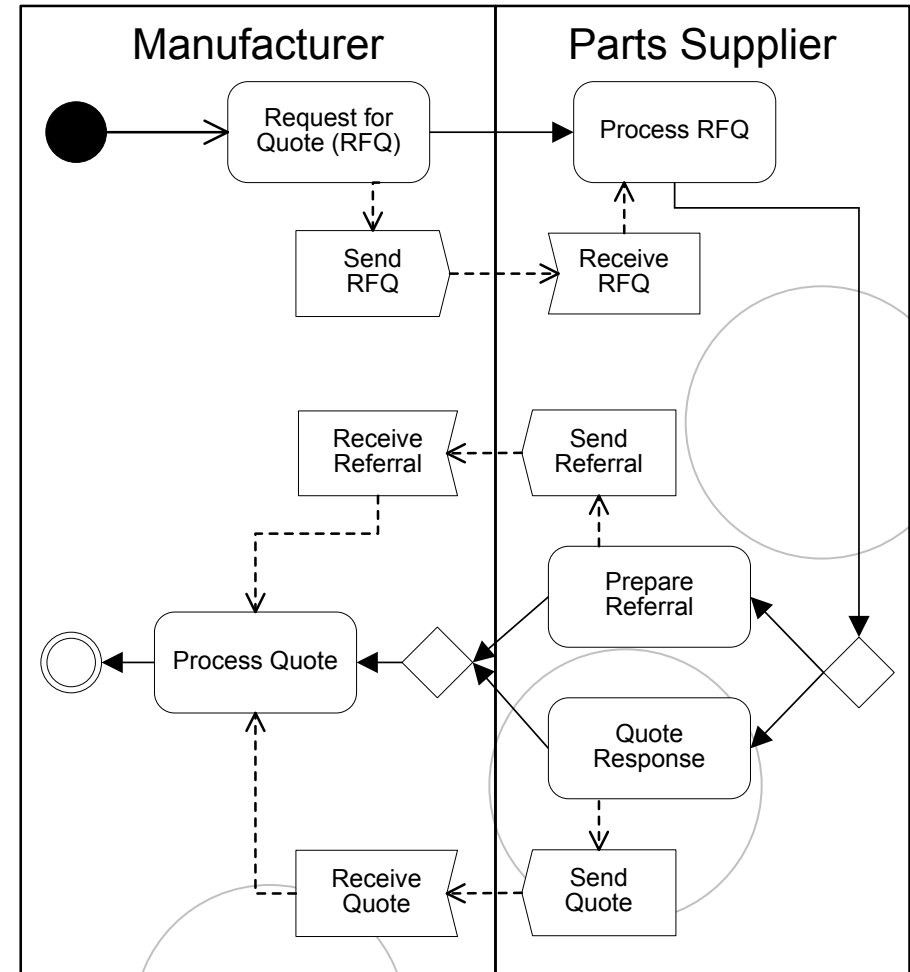 Manufacturer
Parts Supplier
Request for
Quote (RFQ)
Process RFQ
Send
RFQ
Receive
RFQ
Receive
Referral
Send
Referral
Prepare
Referral
Process Quote
Quote
Response
Receive
Quote
Send
Quote